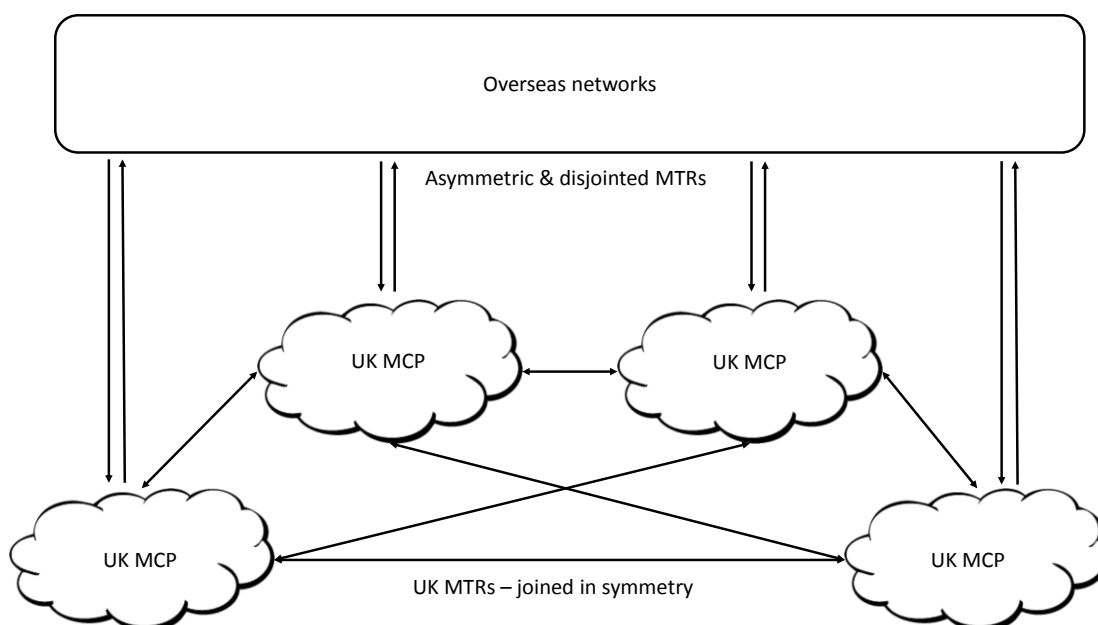 Overseas networks
Asymmetric & disjointed MTRs
UK MCP
UK MCP
UK MCP
UK MCP
UK MTRs – joined in symmetry